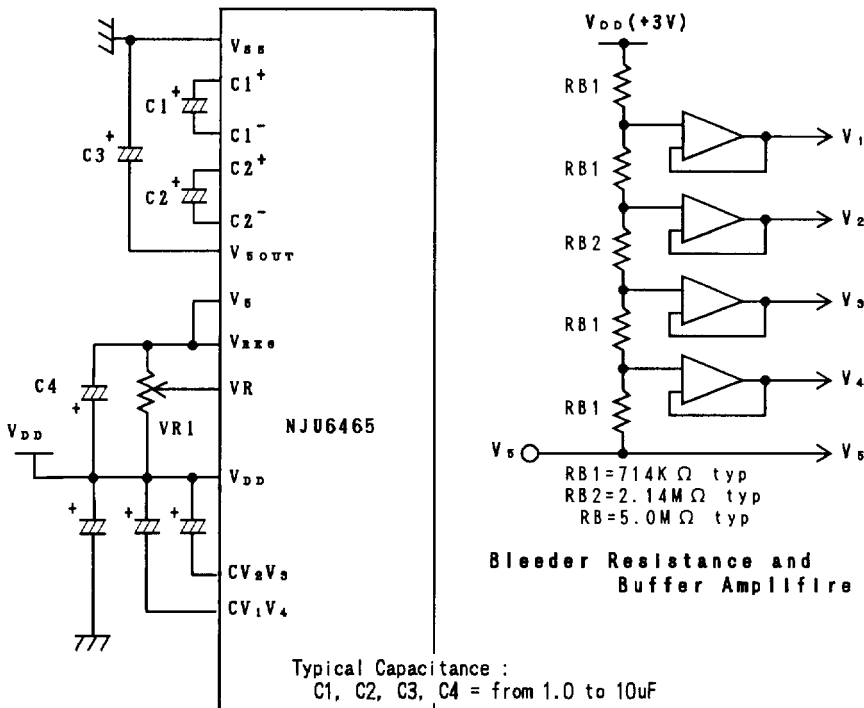 VSS
C1+
C1
+
C1-
C3
+
C2+
C2
+
C2-
V5OUT
V5
VREG
C4
+
VR
VR1
NJU6465
VDD
VDD
+
+
+
CV2V3
CV1V4
VDD(+3V)
RB1
V1
RB1
V2
RB2
V3
RB1
V4
RB1
V5
V5
RB1=714KΩ typ
RB2=2.14MΩ typ
RB=5.0MΩ typ
Bleeder Resistance and
Buffer Amplifire
Typical Capacitance :
C1, C2, C3, C4 = from 1.0 to 10uF